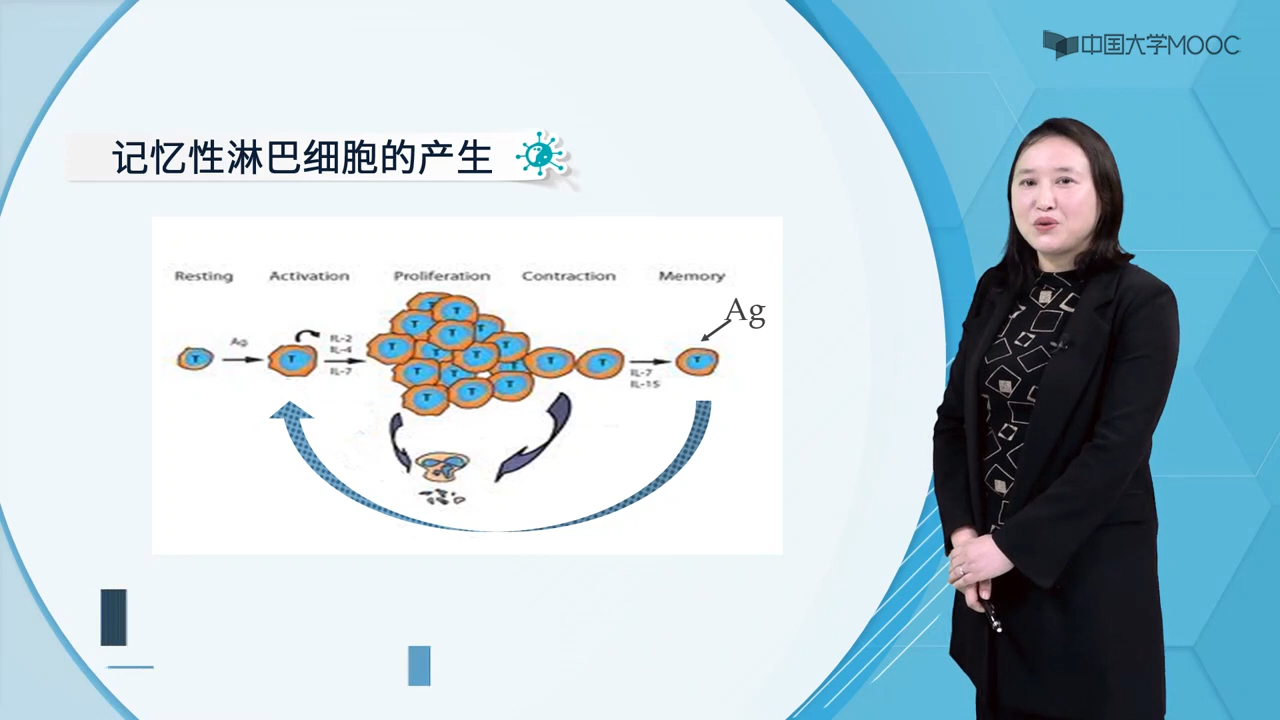 中国大学MOOC
记忆性淋巴细胞的产生
Resting Activation Proliferation Contraction Memory
Ag
Ag
IL-2
IL-4
IL-7
IL-7
IL-15
T T T T T T T T T T T T T T T T T T